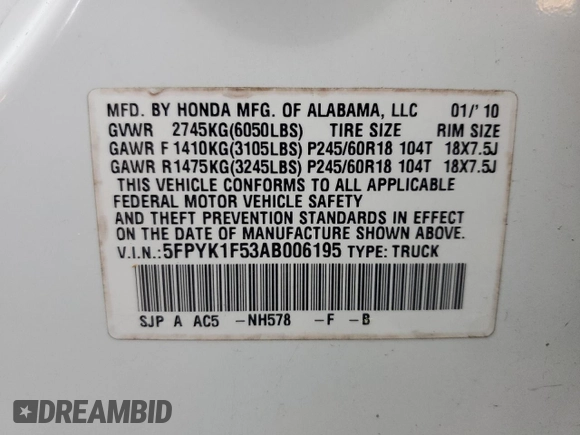 MFD. BY HONDA MFG. OF ALABAMA, LLC 01/'10
GVWR 2745KG(6050LBS) TIRE SIZE RIM SIZE
GAWR F 1410KG(3105LBS) P245/60R18 104T 18X7.5J
GAWR R 1475KG(3245LBS) P245/60R18 104T 18X7.5J
THIS VEHICLE CONFORMS TO ALL APPLICABLE
FEDERAL MOTOR VEHICLE SAFETY
AND THEFT PREVENTION STANDARDS IN EFFECT
ON THE DATE OF MANUFACTURE SHOWN ABOVE.
V.I.N.:5FPYK1F53AB006195 TYPE: TRUCK
SJP A AC5 -NH578 -F -B
DREAMBID